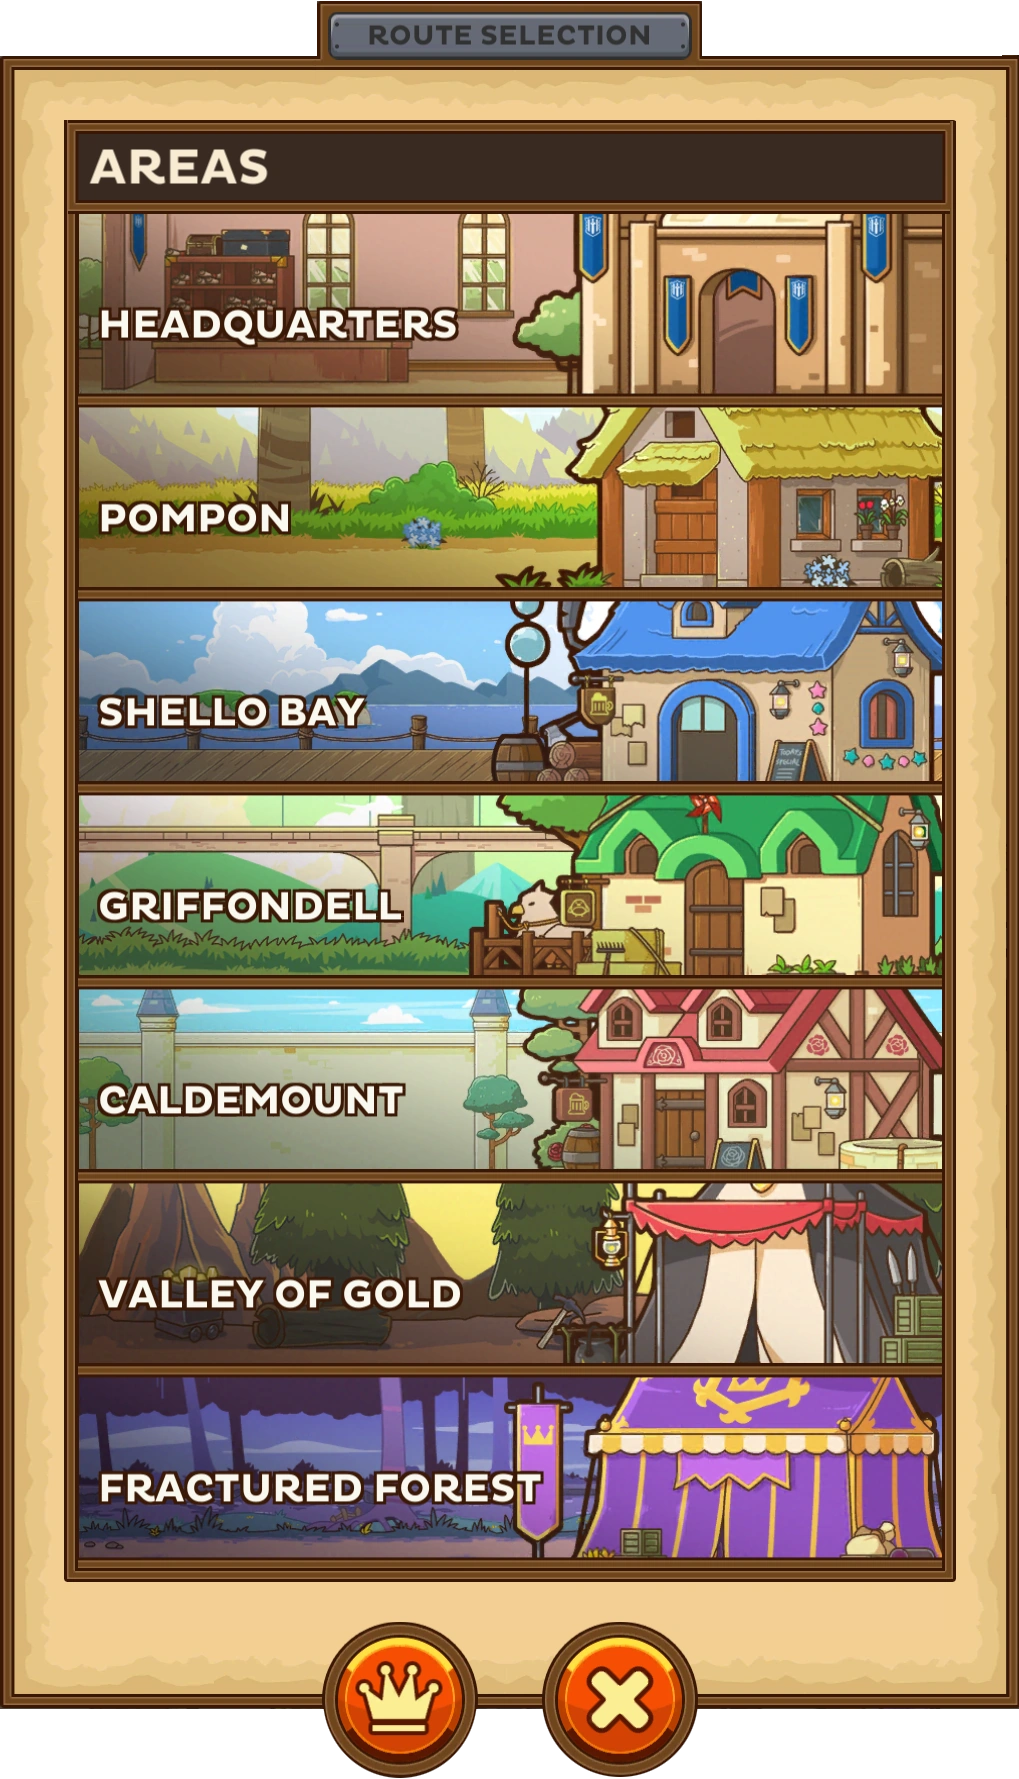 ROUTE SELECTION
AREAS
HEADQUARTERS
POMPON
SHELLO BAY
GRIFFONDELL
CALDEMOUNT
VALLEY OF GOLD
FRACTURED FOREST